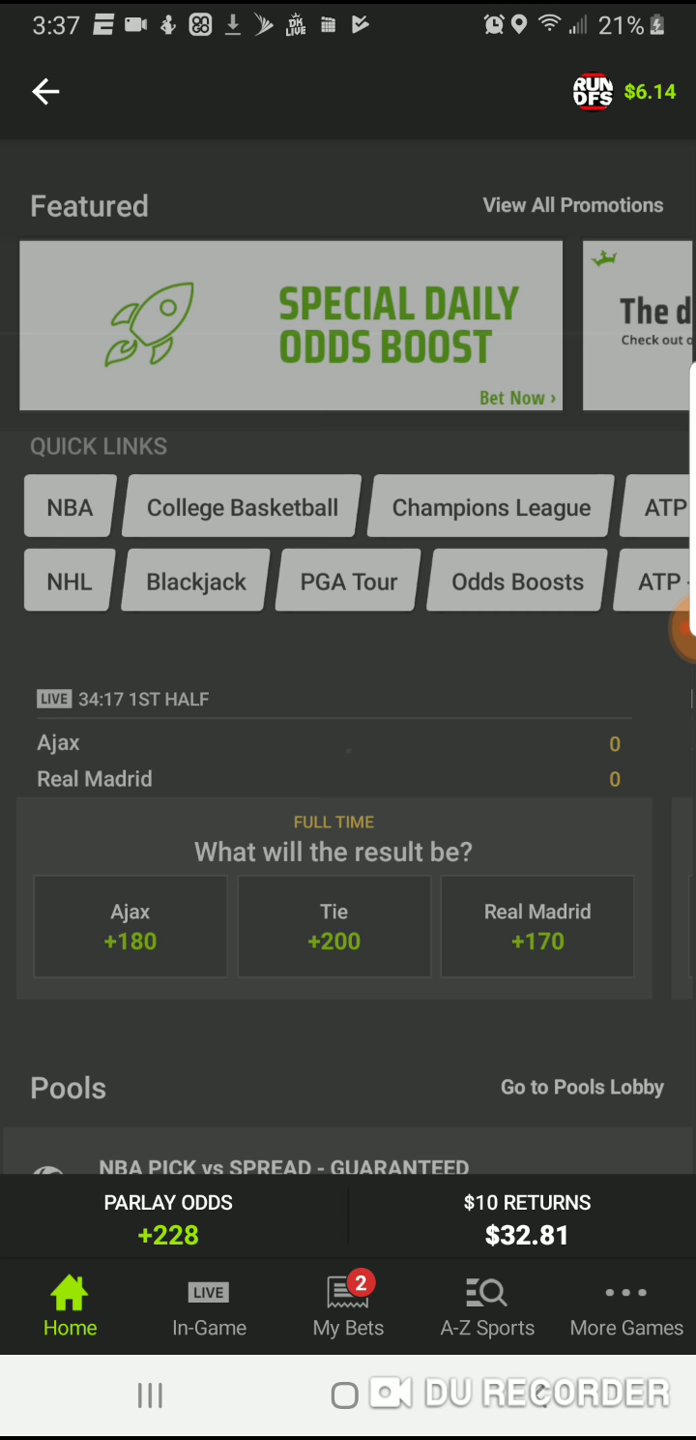 3:37
DK
LIVE
21%
RUN
DFS
$6.14
Featured
View All Promotions
SPECIAL DAILY
ODDS BOOST
Bet Now ›
The d
Check out o
QUICK LINKS
NBA
College Basketball
Champions League
ATP
NHL
Blackjack
PGA Tour
Odds Boosts
ATP -
LIVE 34:17 1ST HALF
Ajax 0
Real Madrid 0
FULL TIME
What will the result be?
Ajax
+180
Tie
+200
Real Madrid
+170
Pools
Go to Pools Lobby
NBA PICK vs SPREAD - GUARANTEED
PARLAY ODDS
+228
$10 RETURNS
$32.81
LIVE
2
Home
In-Game
My Bets
A-Z Sports
More Games
DU RECORDER